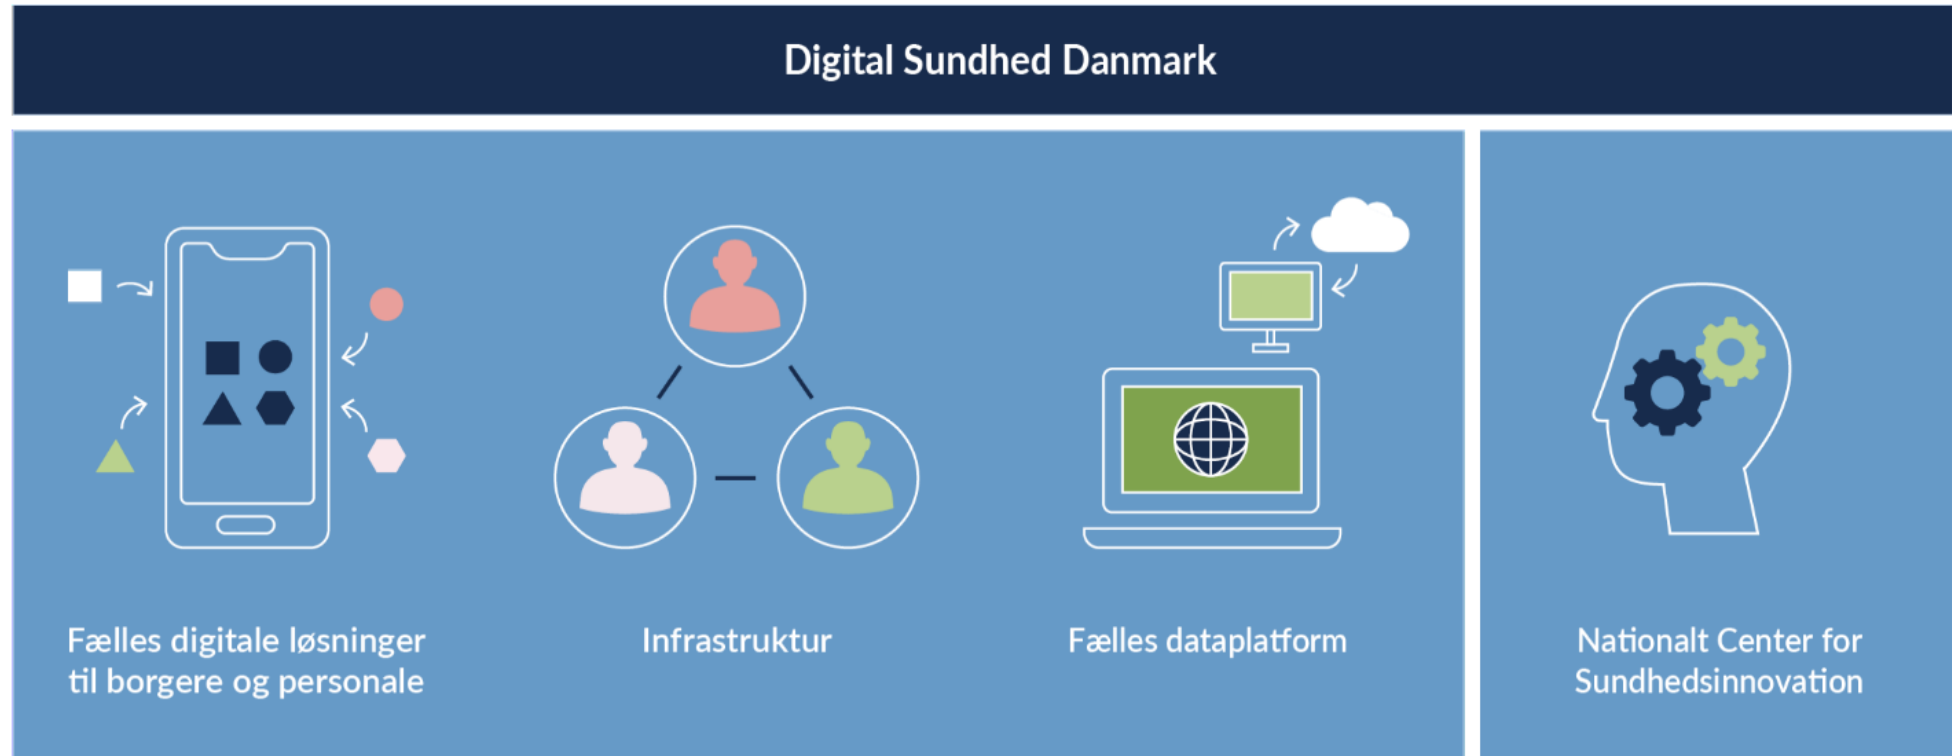 Digital Sundhed Danmark
Fælles digitale løsninger
til borgere og personale
Infrastruktur
Fælles dataplatform
Nationalt Center for
Sundhedsinnovation